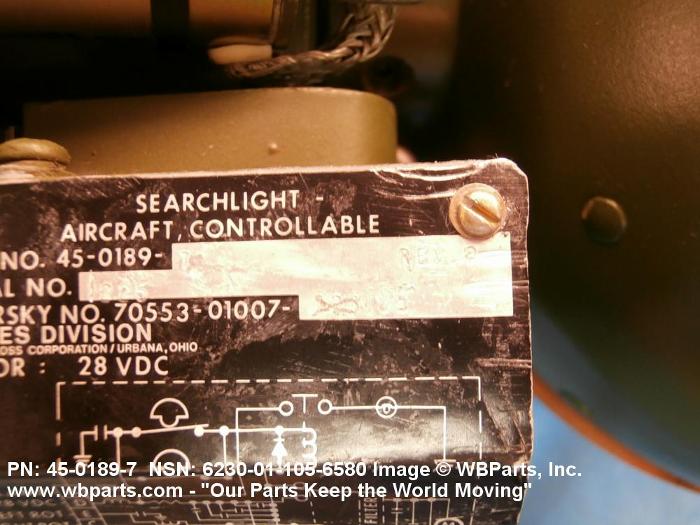 SEARCHLIGHT -
AIRCRAFT, CONTROLLABLE
NO. 45-0189-
AL NO.
RSKY NO. 70553-01007-
ES DIVISION
OSS CORPORATION / URBANA, OHIO
OR : 28 VDC
PN: 45-0189-7 NSN: 6230-01-105-6580 Image © WBParts, Inc.
www.wbparts.com - "Our Parts Keep the World Moving"